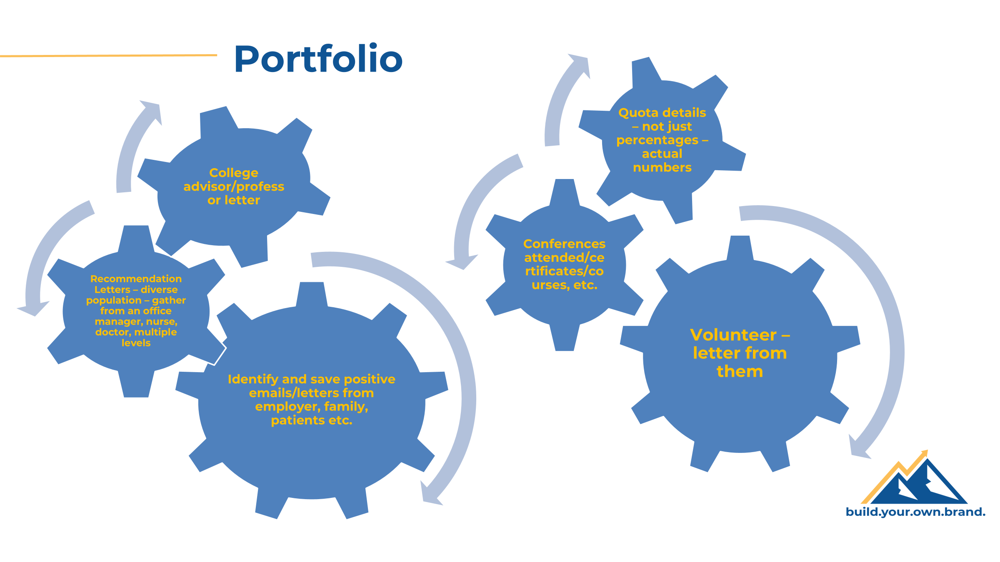 Portfolio
College
advisor/profess
or letter
Recommendation
Letters – diverse
population – gather
from an office
manager, nurse,
doctor, multiple
levels
Identify and save positive
emails/letters from
employer, family,
patients etc.
Quota details
– not just
percentages –
actual
numbers
Conferences
attended/ce
rtificates/co
urses, etc.
Volunteer –
letter from
them
build.your.own.brand.